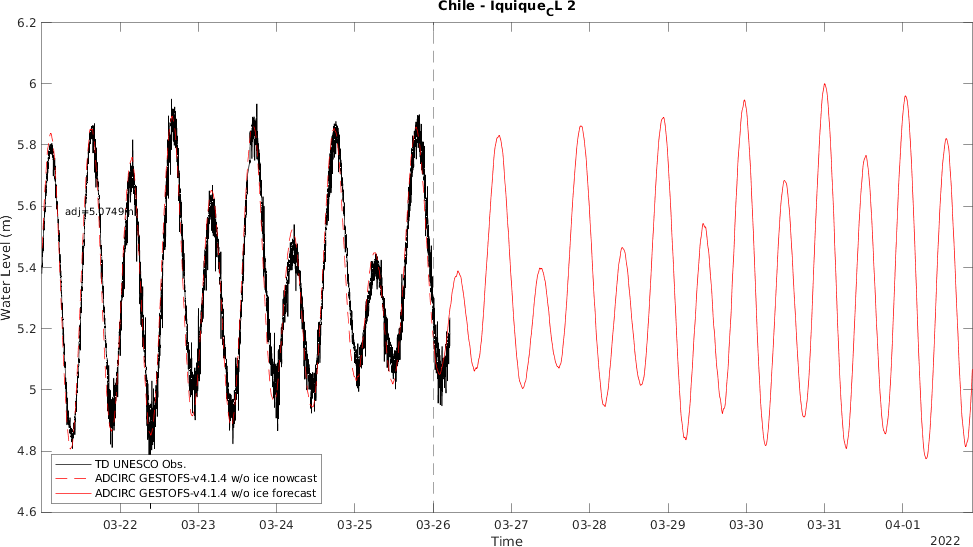 Chile - Iquique_CL 2
6.2
6
5.8
5.6
5.4
5.2
5
4.8
4.6
Water Level (m)
adj=5.0749m
TD UNESCO Obs.
ADCIRC GESTOFS-v4.1.4 w/o ice nowcast
ADCIRC GESTOFS-v4.1.4 w/o ice forecast
03-22 03-23 03-24 03-25 03-26 03-27 03-28 03-29 03-30 03-31 04-01
Time
2022